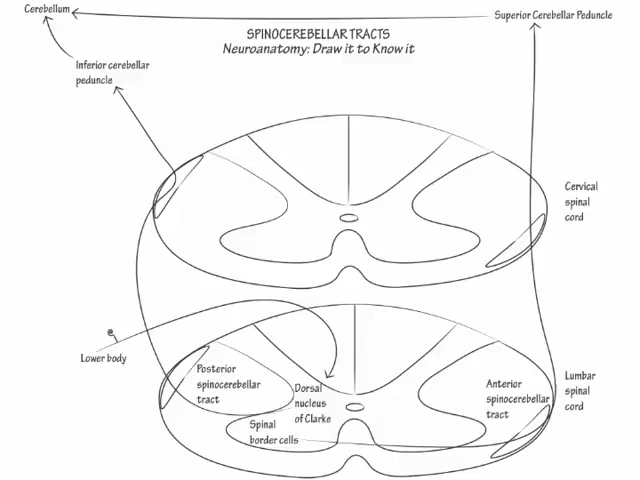 Cerebellum
Superior Cerebellar Peduncle
SPINOCEREBELLAR TRACTS
Neuroanatomy: Draw it to Know it
Inferior cerebellar
peduncle
Cervical
spinal
cord
Lower body
Posterior
spinocerebellar
tract
Dorsal
nucleus
of Clarke
Spinal
border cells
Anterior
spinocerebellar
tract
Lumbar
spinal
cord